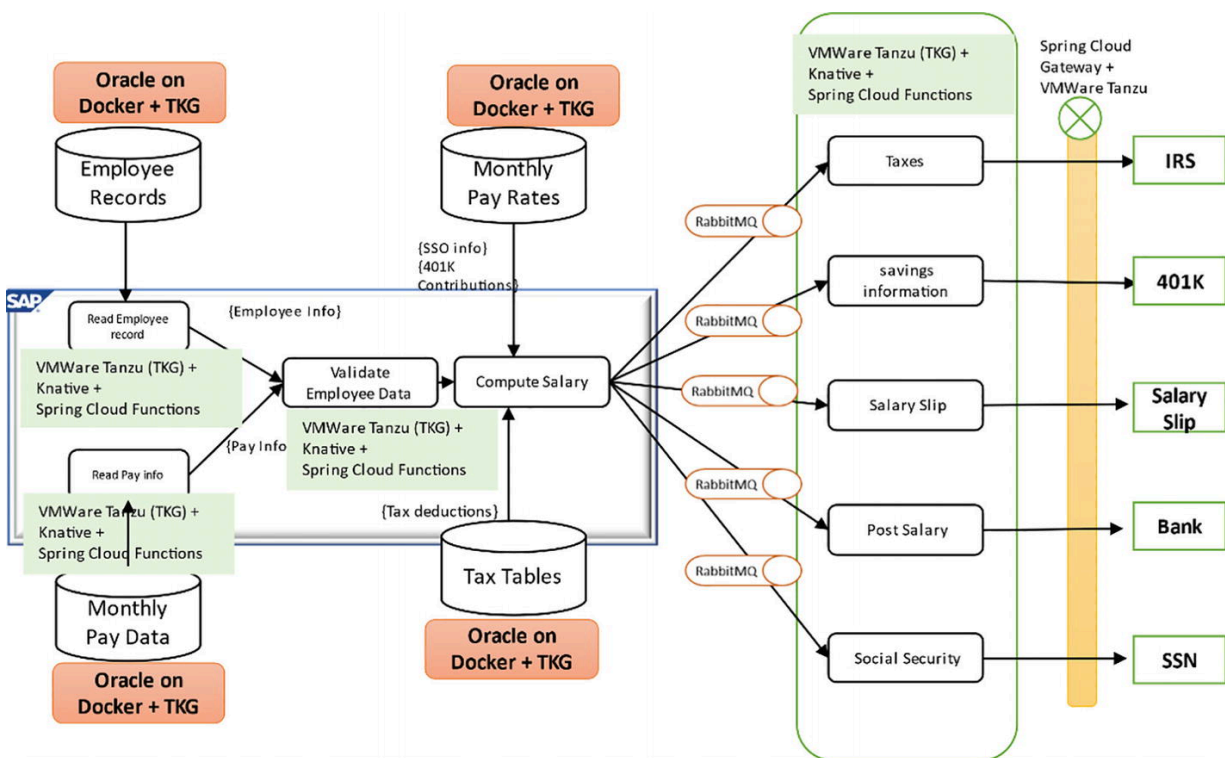 Oracle on
Docker + TKG
Employee
Records
Oracle on
Docker + TKG
Monthly
Pay Rates
{SSO info}
{401K
Contributions}
VMWare Tanzu (TKG) +
Knative +
Spring Cloud Functions
Spring Cloud
Gateway +
VMWare Tanzu
Taxes
IRS
RabbitMQ
savings
information
401K
RabbitMQ
SAP
Read Employee
record
{Employee Info}
VMWare Tanzu (TKG) +
Knative +
Spring Cloud Functions
Validate
Employee Data
Compute Salary
RabbitMQ
Salary Slip
Salary
Slip
VMWare Tanzu (TKG) +
Knative +
Spring Cloud Functions
{Pay Info
Read Pay info
VMWare Tanzu (TKG) +
Knative +
Spring Cloud Functions
{Tax deductions}
RabbitMQ
Post Salary
Bank
Monthly
Pay Data
Oracle on
Docker + TKG
Tax Tables
Oracle on
Docker + TKG
RabbitMQ
Social Security
SSN